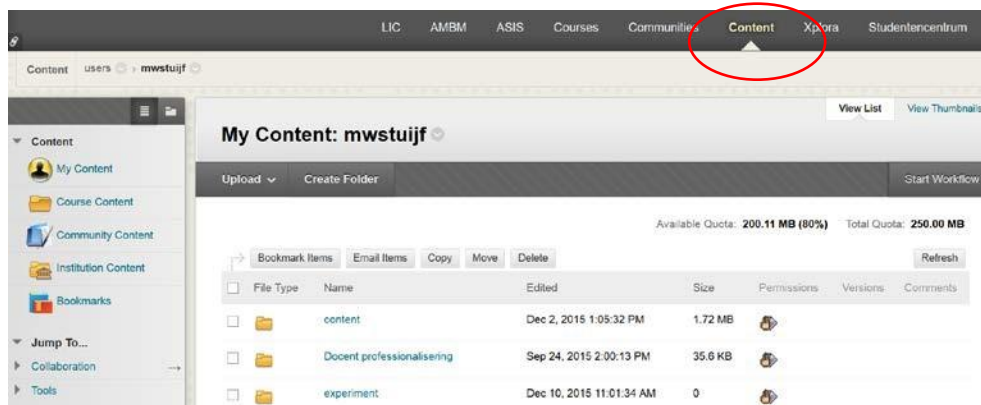 LIC AMBM ASIS Courses Communities Content Xplora Studentencentrum
Content users mwstuijf
View List View Thumbnails
My Content: mwstuijf
Upload Create Folder Start Workflow
Available Quota: 200.11 MB (80%) Total Quota: 250.00 MB
Bookmark Items Email Items Copy Move Delete Refresh
File Type Name Edited Size Permissions Versions Comments
content Dec 2, 2015 1:05:32 PM 1.72 MB
Docent professionalisering Sep 24, 2015 2:00:13 PM 35.6 KB
experiment Dec 10, 2015 11:01:34 AM 0
Content
My Content
Course Content
Community Content
Institution Content
Bookmarks
Jump To...
Collaboration
Tools